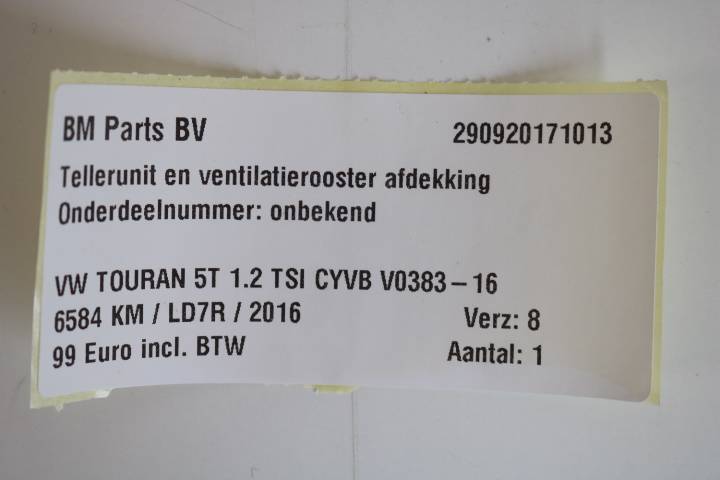 BM Parts BV 290920171013
Tellerunit en ventilatierooster afdekking
Onderdeelnummer: onbekend
VW TOURAN 5T 1.2 TSI CYVB V0383-16
6584 KM / LD7R / 2016 Verz: 8
99 Euro incl. BTW Aantal: 1